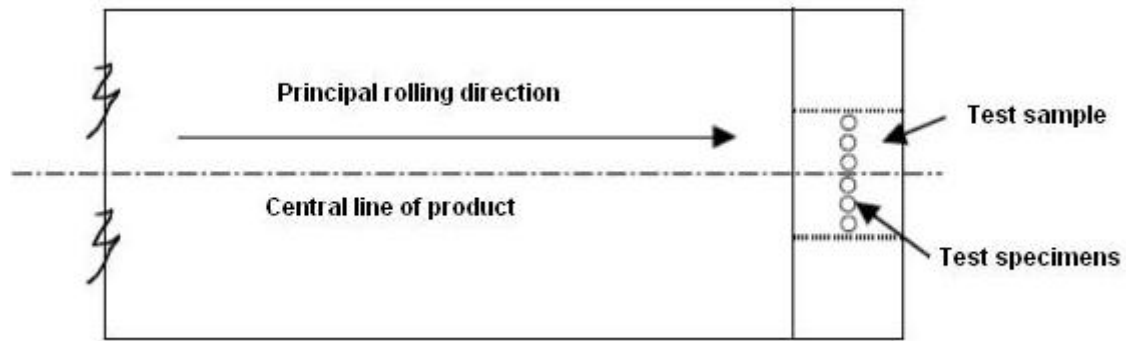 Principal rolling direction
Test sample
Central line of product
Test specimens